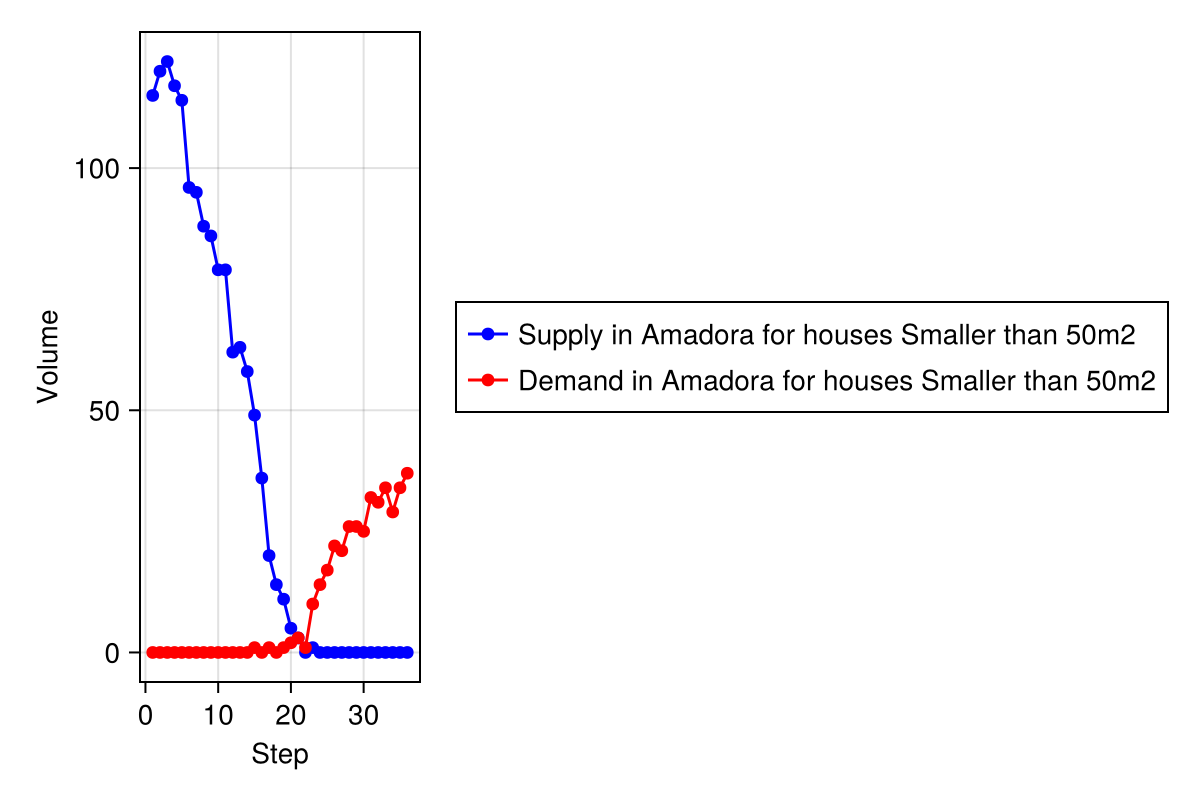 100
50
0
Volume
0 10 20 30
Step
Supply in Amadora for houses Smaller than 50m2
Demand in Amadora for houses Smaller than 50m2